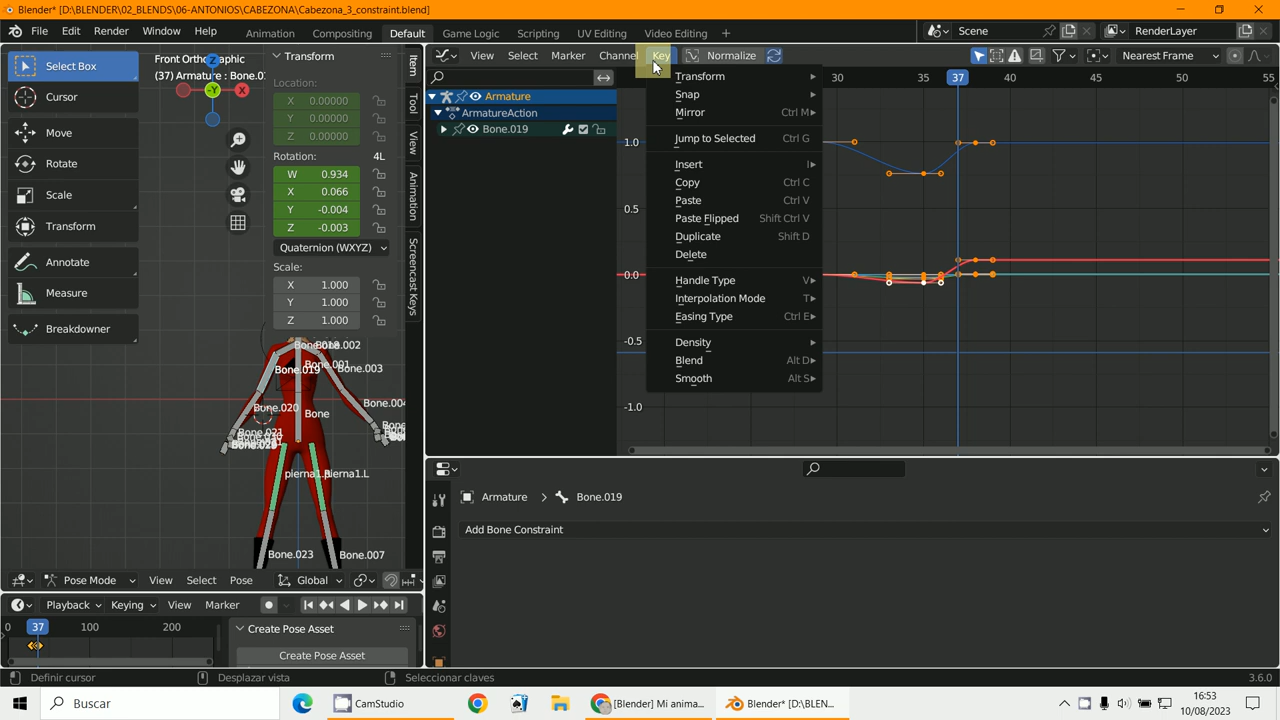 Blender* [D:\BLENDER\02_BLENDS\06-ANTONIOS\CABEZONA\Cabezona_3_constraint.blend]
File Edit Render Window Help Animation Compositing Default Geo Logic Scripting UV Editing Video Editing Scene RenderLayer
View Select Marker Channel Key Normalize Nearest Frame
Select Box
Cursor
Move
Rotate
Scale
Transform
Annotate
Measure
Breakdowner
(37) Armature : Bone.0
Transform
Location:
X 0.00000
Y 0.00000
Z 0.00000
Rotation: 4L
W 0.934
X 0.066
Y -0.004
Z -0.003
Quaternion (WXYZ)
Scale:
X 1.000
Y 1.000
Z 1.000
Item
Tool
View
Animation
Screencast Keys
Z
Y
X
Bone.002
Bone.001
Bone.019
Bone.003
Bone.004
Bone.020
Bone
Bone.021
pierna1.L
Bone.023
Bone.007
Armature
ArmatureAction
Bone.019
Transform
Snap
Mirror Ctrl M
Jump to Selected Ctrl G
Insert I
Copy Ctrl C
Paste Ctrl V
Paste Flipped Shift Ctrl V
Duplicate Shift D
Delete
Handle Type V
Interpolation Mode T
Easing Type Ctrl E
Density
Blend Alt D
Smooth Alt S
30 37 40 45 50 55
1.0
0.5
0.0
-0.5
-1.0
Armature Bone.019
Add Bone Constraint
Pose Mode View Select Pose Global
Playback Keying View Marker
0 37 100 200
Create Pose Asset
Create Pose Asset
Definir cursor Desplazar vista Seleccionar claves 3.6.0
Buscar CamStudio [Blender] Mi anima... Blender* [D:\BLEN...
16:53
10/08/2023